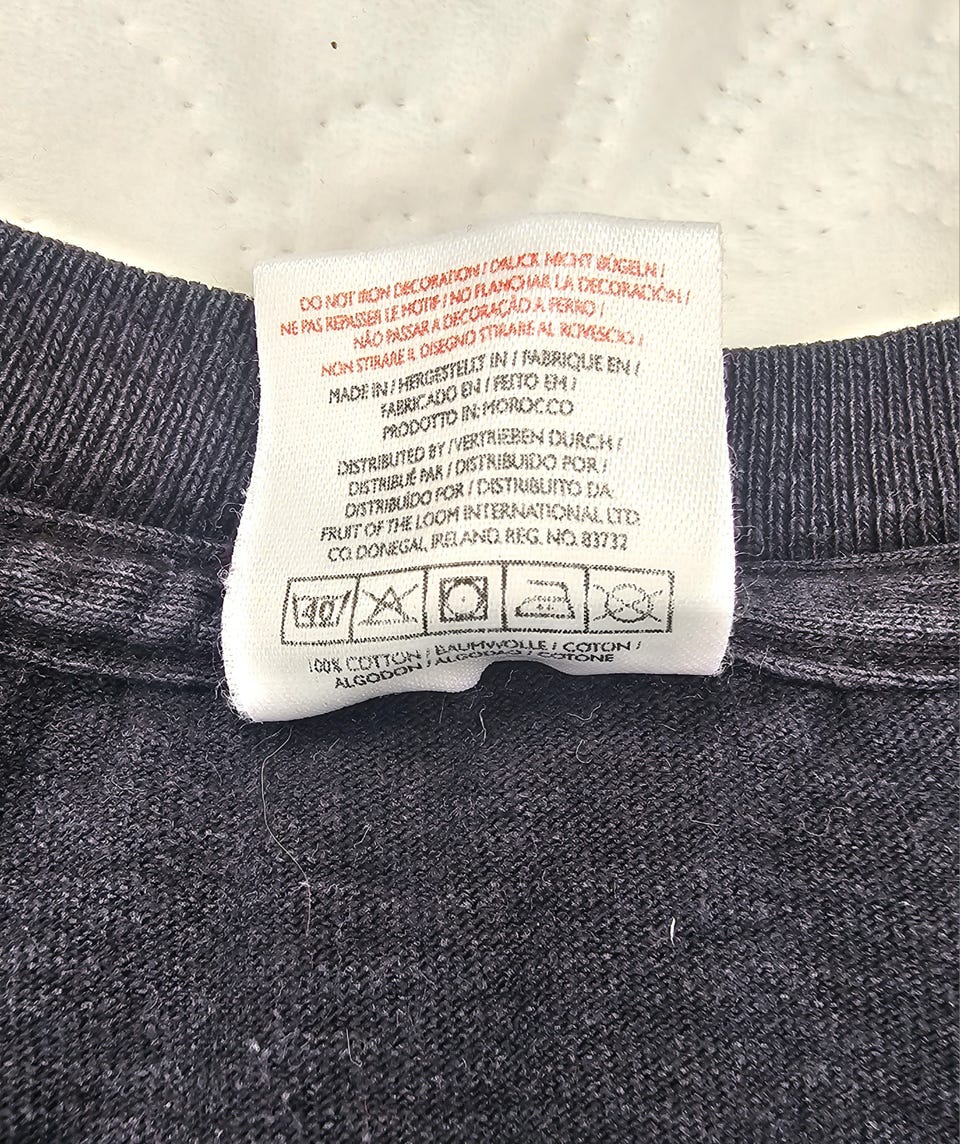 DO NOT IRON DECORATION / DRUCK NICHT BÜGELN /
NE PAS REPASSER LE MOTIF / NO PLANCHAR LA DECORACIÓN /
NÃO PASSAR A DECORAÇÃO A FERRO /
NON STIRARE IL DISEGNO STIRARE AL ROVESCIO /
MADE IN / HERGESTELLT IN / FABRIQUE EN /
FABRICADO EN / FEITO EM /
PRODOTTO IN: MOROCCO
DISTRIBUTED BY / VERTRIEBEN DURCH /
DISTRIBUÉ PAR / DISTRIBUIDO POR /
DISTRIBUÍDO POR / DISTRIBUITO DA:
FRUIT OF THE LOOM INTERNATIONAL LTD.
CO. DONEGAL, IRELAND. REG. NO. 83732
40
100% COTTON / BAUMWOLLE / COTON /
ALGODON / ALGODÃO / COTONE